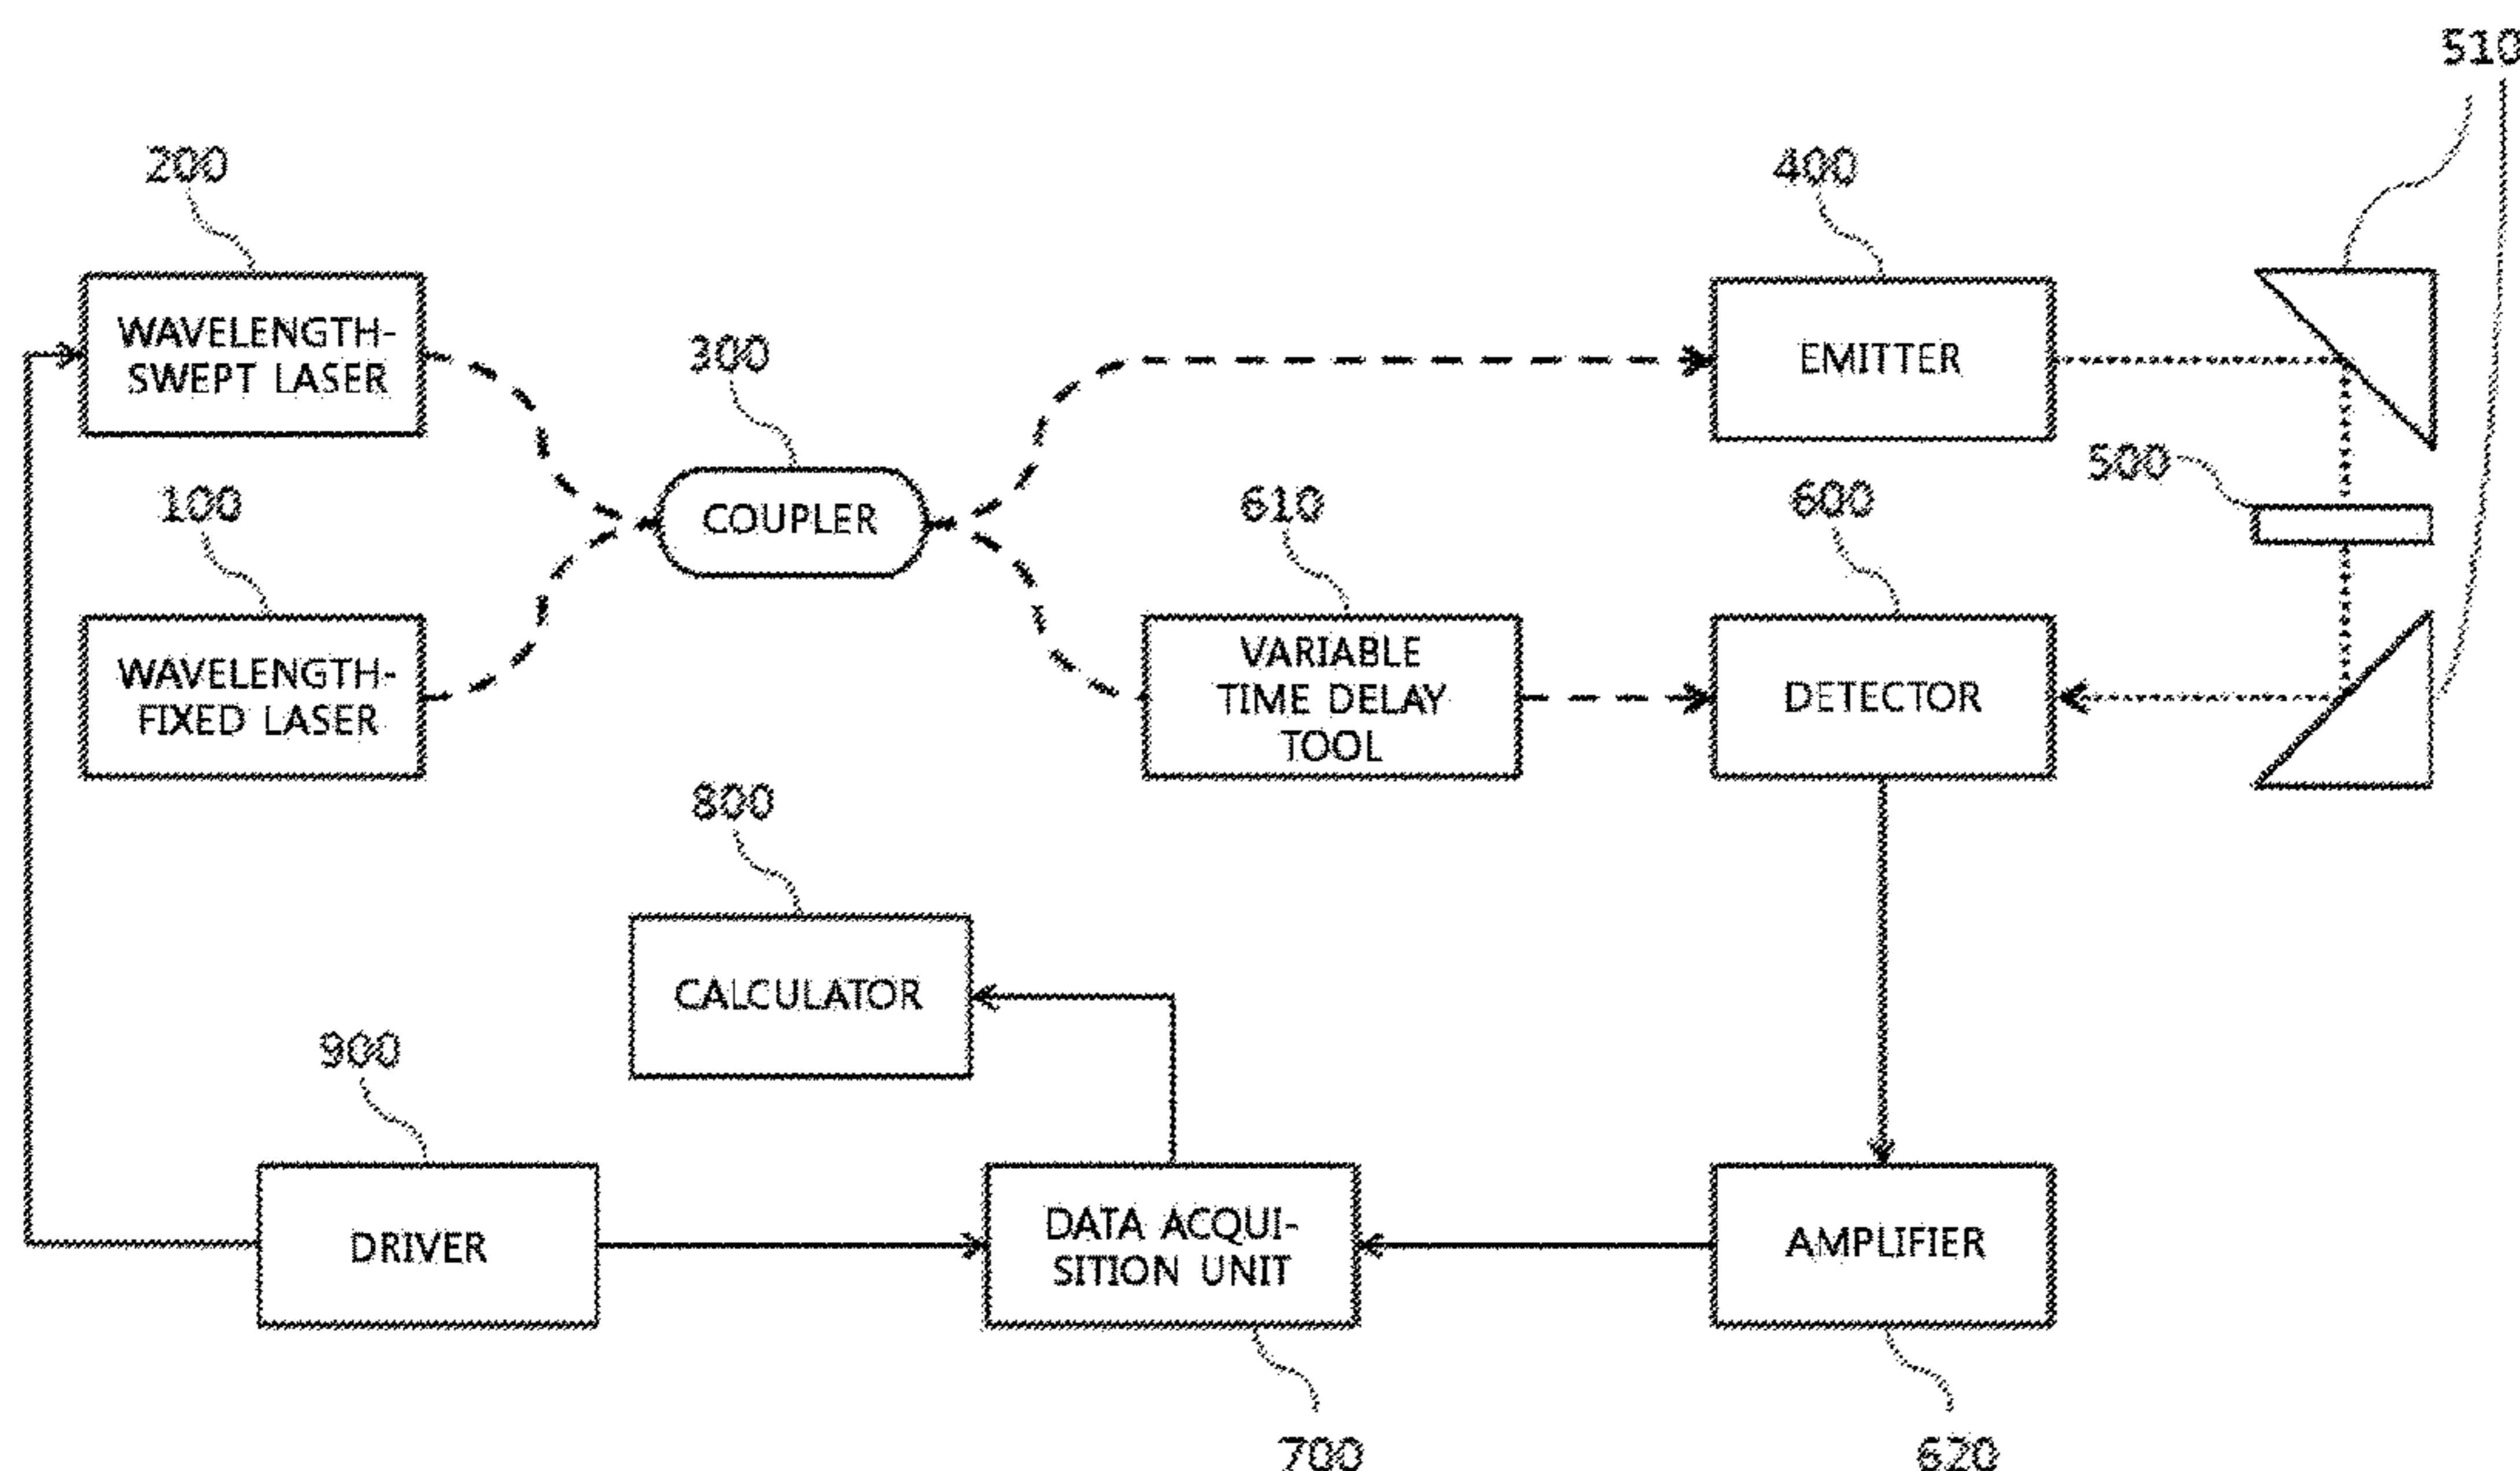 510
200
400
WAVELENGTH-
SWEPT LASER
300
EMITTER
500
100
COUPLER
610
600
WAVELENGTH-
FIXED LASER
VARIABLE
TIME DELAY
TOOL
DETECTOR
800
CALCULATOR
900
DRIVER
DATA ACQUI-
SITION UNIT
AMPLIFIER
700
620